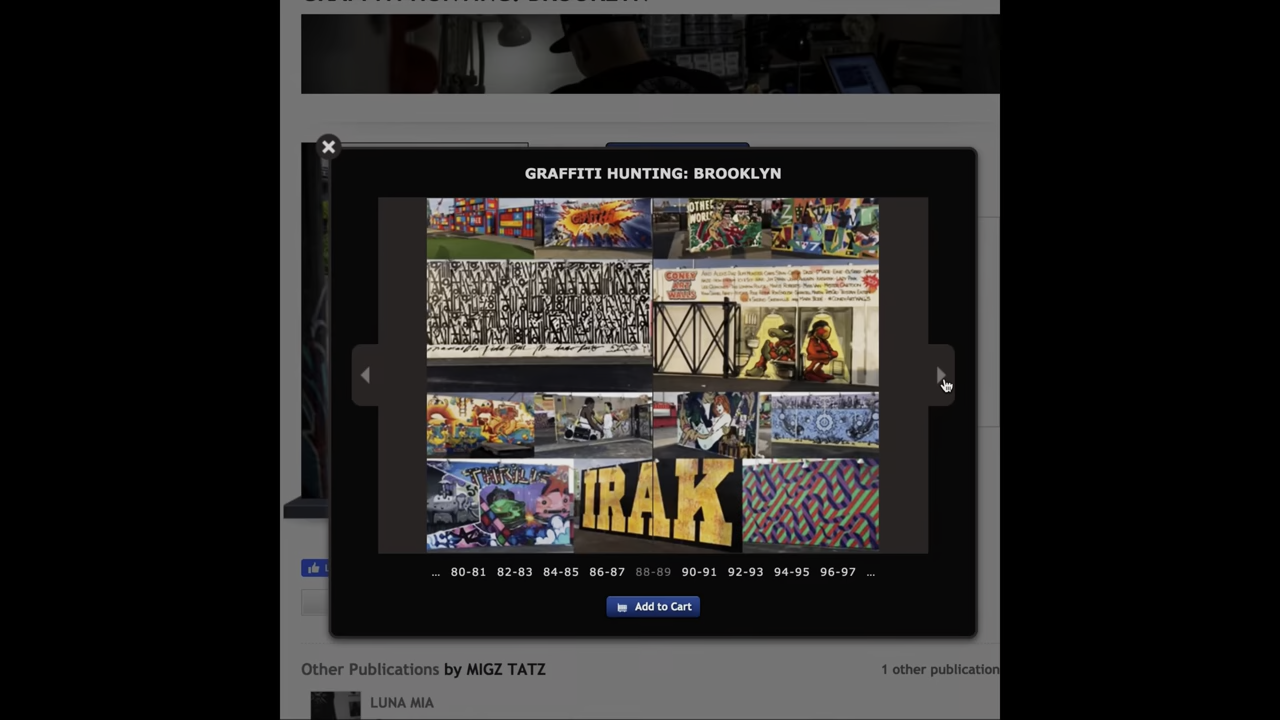 GRAFFITI HUNTING: BROOKLYN
OTHER
WORL
CONEY
ART
WALLS
THRILL
IRAK
... 80-81 82-83 84-85 86-87 88-89 90-91 92-93 94-95 96-97 ...
Add to Cart
Other Publications by MIGZ TATZ
1 other publication
LUNA MIA